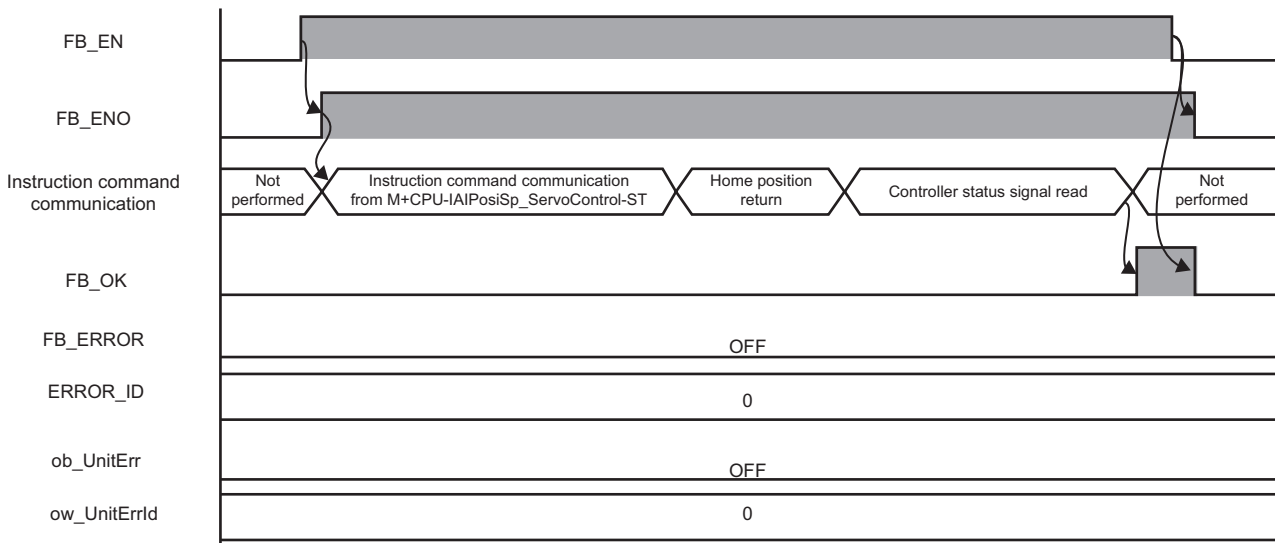 FB_EN
FB_ENO
Instruction command
communication
Not
performed
Instruction command communication
from M+CPU-IAIPosiSp_ServoControl-ST
Home position
return
Controller status signal read
Not
performed
FB_OK
FB_ERROR
OFF
ERROR_ID
0
ob_UnitErr
OFF
ow_UnitErrId
0